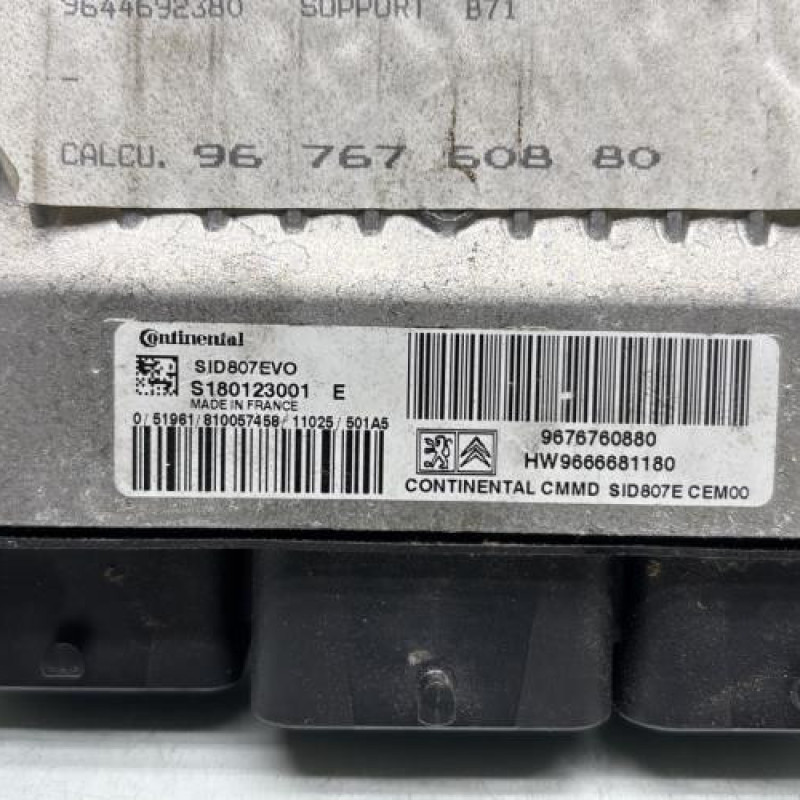 9644692380 SUPPORT B71
-
CALCU. 96 767 608 80
Continental
SID807EVO
S180123001 E
MADE IN FRANCE
0/51961/810057458/11025/501A5
9676760880
HW9666681180
CONTINENTAL CMMD SID807E CEM00